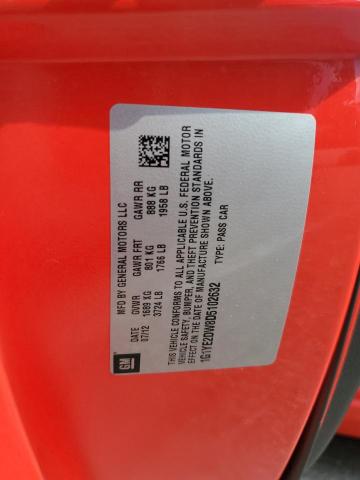 MFD BY GENERAL MOTORS LLC
DATE GVWR GAWR FRT GAWR RR
07/12 1689 KG 801 KG 888 KG
3724 LB 1766 LB 1958 LB
THIS VEHICLE CONFORMS TO ALL APPLICABLE U.S. FEDERAL MOTOR
VEHICLE SAFETY, BUMPER, AND THEFT PREVENTION STANDARDS IN
EFFECT ON THE DATE OF MANUFACTURE SHOWN ABOVE.
1G1YE2DW8D5102632 TYPE: PASS CAR
GM